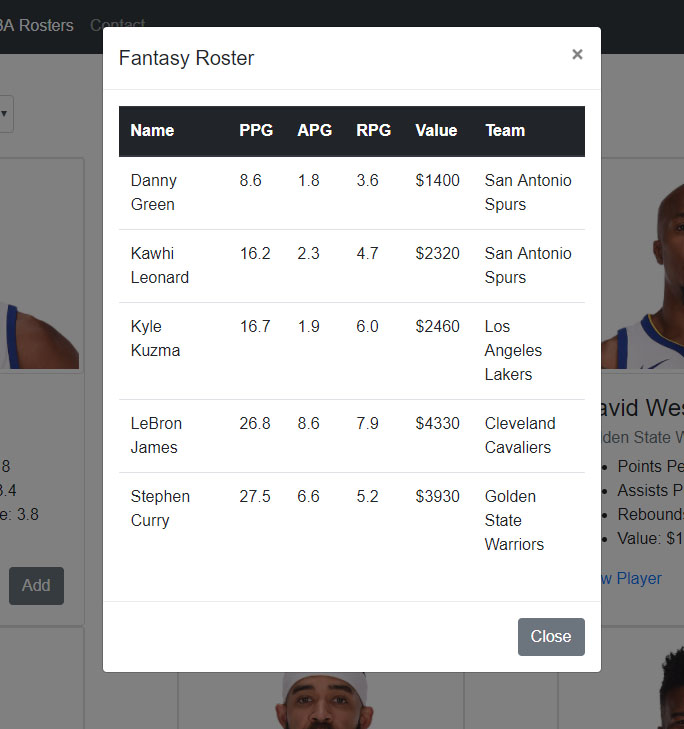 BA Rosters Contact
Fantasy Roster ×
Name PPG APG RPG Value Team
Danny Green 8.6 1.8 3.6 $1400 San Antonio Spurs
Kawhi Leonard 16.2 2.3 4.7 $2320 San Antonio Spurs
Kyle Kuzma 16.7 1.9 6.0 $2460 Los Angeles Lakers
LeBron James 26.8 8.6 7.9 $4330 Cleveland Cavaliers
Stephen Curry 27.5 6.6 5.2 $3930 Golden State Warriors
Close
8
3.4
e: 3.8
Add
avid Wes
lden State W
Points Pe
Assists P
Rebound
Value: $1
w Player